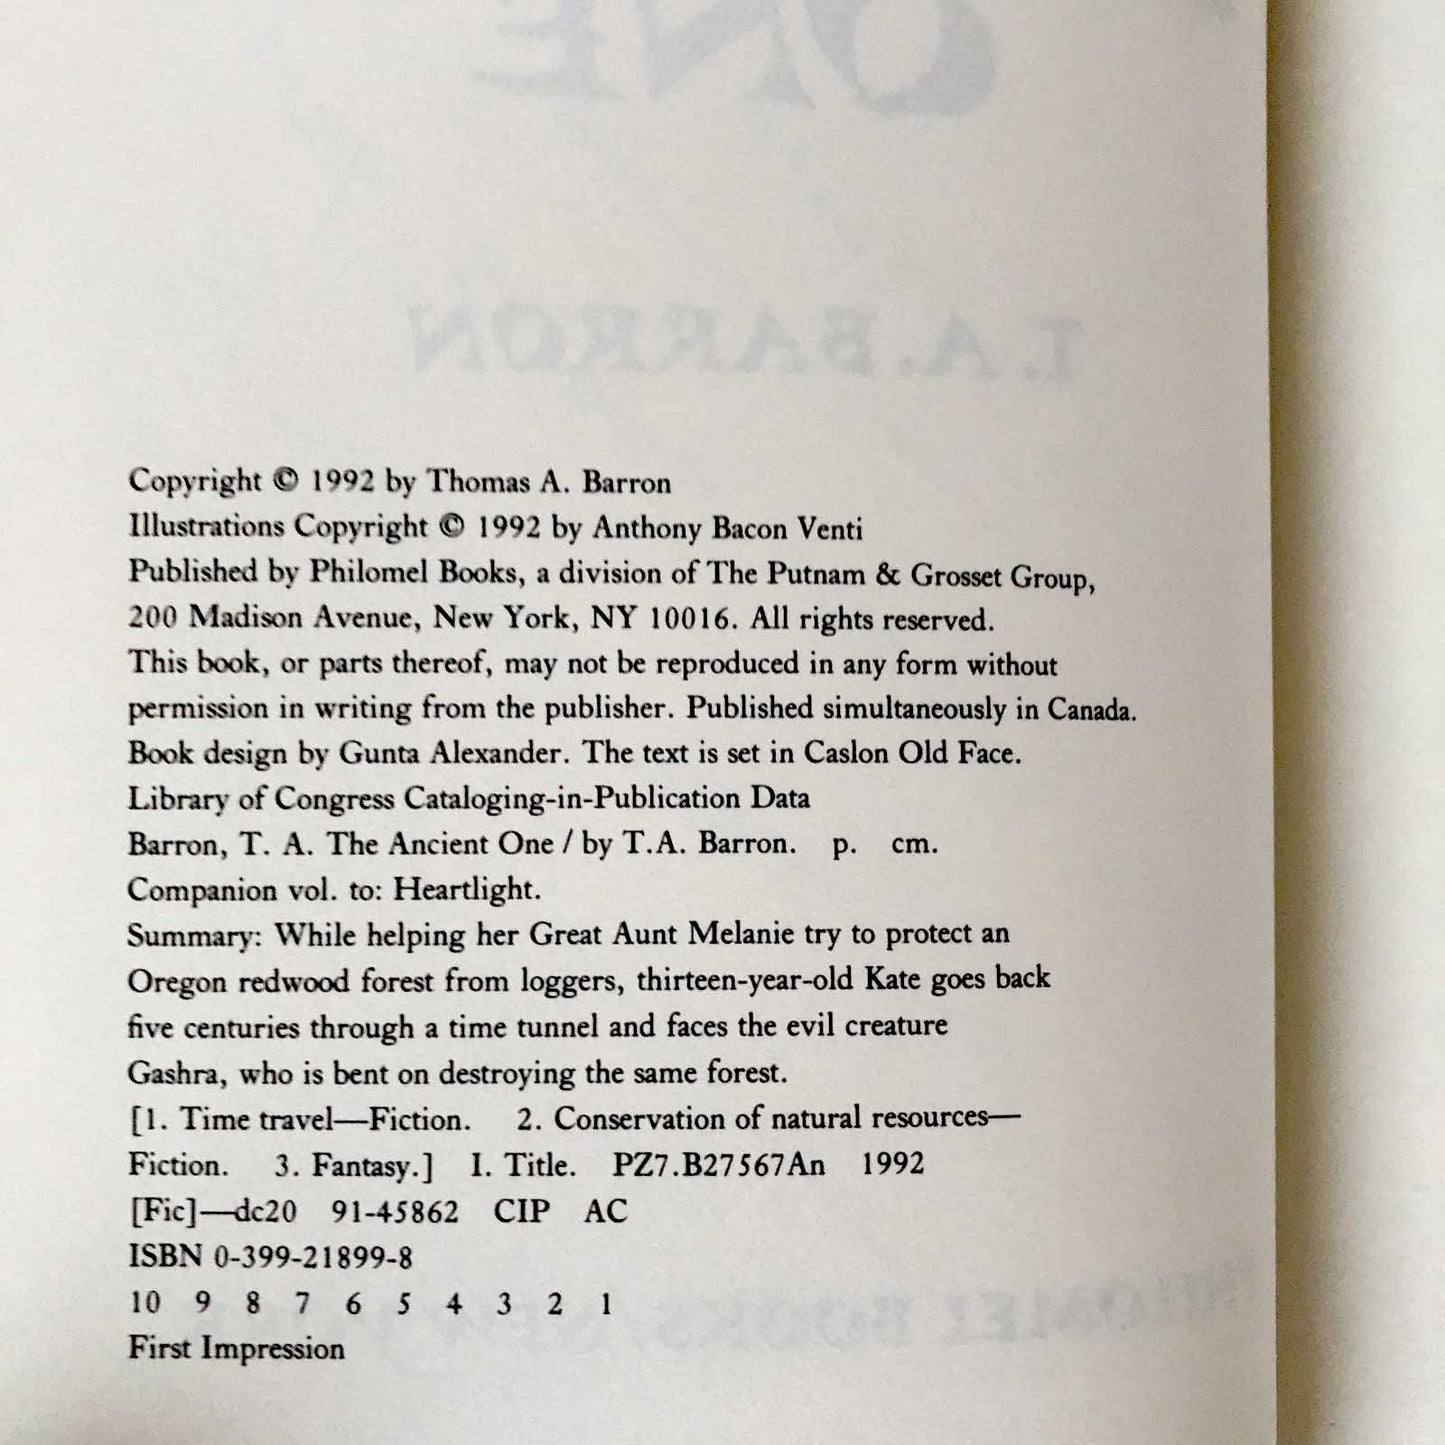 ONE
T.A. BARRON
Copyright © 1992 by Thomas A. Barron
Illustrations Copyright © 1992 by Anthony Bacon Venti
Published by Philomel Books, a division of The Putnam & Grosset Group,
200 Madison Avenue, New York, NY 10016. All rights reserved.
This book, or parts thereof, may not be reproduced in any form without
permission in writing from the publisher. Published simultaneously in Canada.
Book design by Gunta Alexander. The text is set in Caslon Old Face.
Library of Congress Cataloging-in-Publication Data
Barron, T. A. The Ancient One / by T.A. Barron. p. cm.
Companion vol. to: Heartlight.
Summary: While helping her Great Aunt Melanie try to protect an
Oregon redwood forest from loggers, thirteen-year-old Kate goes back
five centuries through a time tunnel and faces the evil creature
Gashra, who is bent on destroying the same forest.
[1. Time travel—Fiction. 2. Conservation of natural resources—
Fiction. 3. Fantasy.] I. Title. PZ7.B27567An 1992
[Fic]—dc20 91-45862 CIP AC
ISBN 0-399-21899-8
10 9 8 7 6 5 4 3 2 1
First Impression